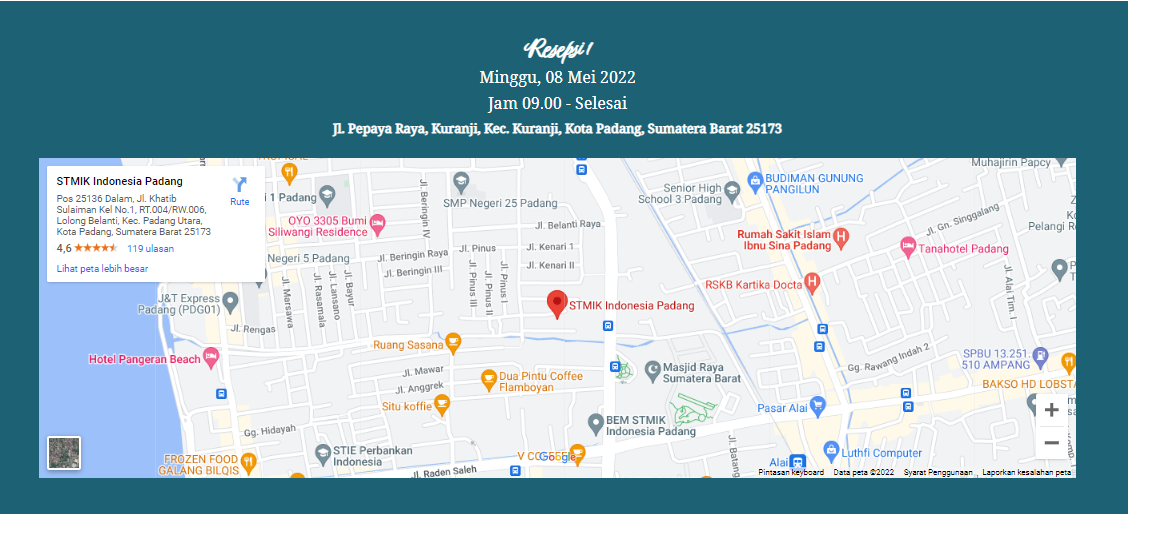 Resepsi
Minggu, 08 Mei 2022
Jam 09.00 - Selesai
Jl. Pepaya Raya, Kuranji, Kec. Kuranji, Kota Padang, Sumatera Barat 25173
STMIK Indonesia Padang
Rute
Pos 25136 Dalam, Jl. Khatib
Sulaiman Kel No.1, RT.004/RW.006,
Lolong Belanti, Kec. Padang Utara,
Kota Padang, Sumatera Barat 25173
4,6
119 ulasan
Lihat peta lebih besar
1 Padang
SMP Negeri 25 Padang
Senior High
School 3 Padang
BUDIMAN GUNUNG
PANGILUN
Muhajirin Papcy
OYO 3305 Bumi
Siliwangi Residence
Jl. Beringin IV
Jl. Belanti Raya
Rumah Sakit Islam
Ibnu Sina Padang
Jl. Gn. Singgalang
Pelangi
Tanahotel Padang
Negeri 5 Padang
Jl. Beringin Raya
Jl. Beringin III
Jl. Pinus
Jl. Kenari 1
Jl. Kenari II
Jl. Pinus III
Jl. Pinus II
Jl. Pinus I
Jl. Marsawa
Jl. Rasamala
Jl. Lansano
Jl. Bayur
RSKB Kartika Docta
Jl. Alai Tim. I
J&T Express
Padang (PDG01)
STMIK Indonesia Padang
Jl. Rengas
Ruang Sasana
Hotel Pangeran Beach
Jl. Mawar
Jl. Anggrek
Dua Pintu Coffee
Flamboyan
Masjid Raya
Sumatera Barat
Gg. Rawang Indah 2
SPBU 13.251.
510 AMPANG
BAKSO HD LOBSTA
Situ koffie
Pasar Alai
BEM STMIK
Indonesia Padang
Gg. Hidayah
STIE Perbankan
Indonesia
Jl. Batang
Luthfi Computer
FROZEN FOOD
GALANG BILQIS
Google
Alai
Jl. Raden Saleh
Pintasan keyboard
Data peta ©2022
Syarat Penggunaan
Laporkan kesalahan peta